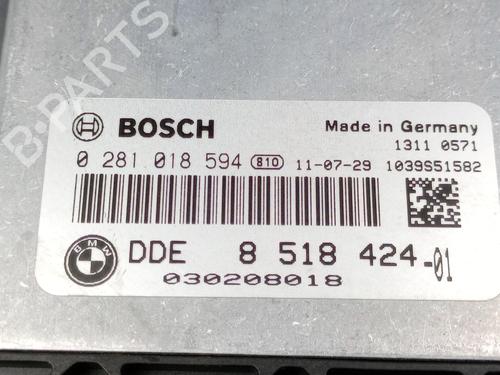 B-PARTS
BOSCH
Made in Germany
1311 0571
0 281 018 594 810 11-07-29 1039S51582
BMW DDE 8 518 424-01
030208018